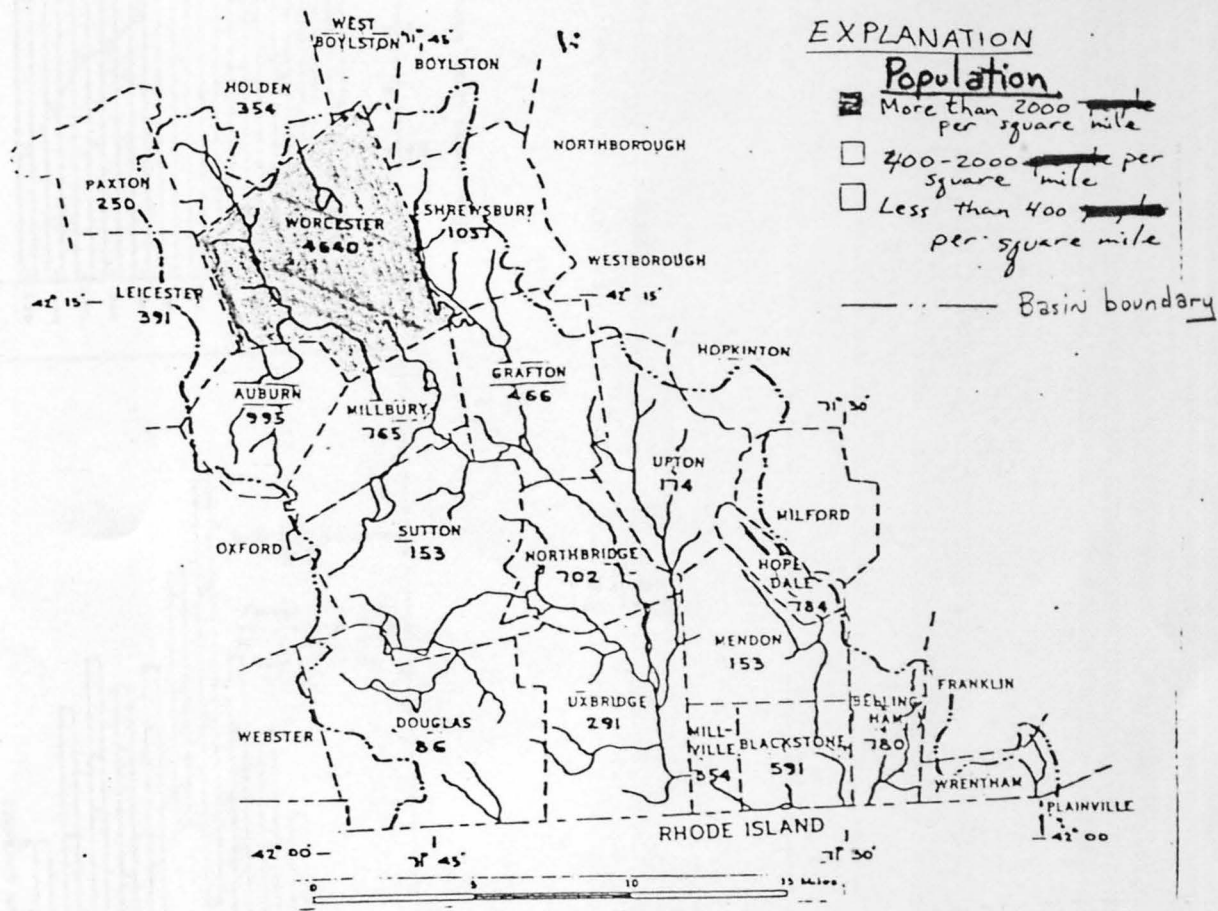 WEST
BOYLSTON
71° 45'
BOYLSTON
HOLDEN
354
NORTHBOROUGH
PAXTON
250
WORCESTER
4640
SHREWSBURY
1037
WESTBOROUGH
42° 15'
LEICESTER
391
42° 15'
HOPKINTON
AUBURN
995
MILLBURY
765
GRAFTON
466
71° 30'
UPTON
174
MILFORD
OXFORD
SUTTON
153
NORTHBRIDGE
702
HOPE
DALE
784
MENDON
153
FRANKLIN
WEBSTER
DOUGLAS
86
UXBRIDGE
291
MILL-
VILLE
354
BLACKSTONE
591
BELLING
HAM
780
WRENTHAM
PLAINVILLE
RHODE ISLAND
42° 00'
71° 45'
71° 30'
42° 00
0 5 10 15 Miles
EXPLANATION
Population
More than 2000
per square mile
400-2000 per
square mile
Less than 400
per square mile
Basin boundary